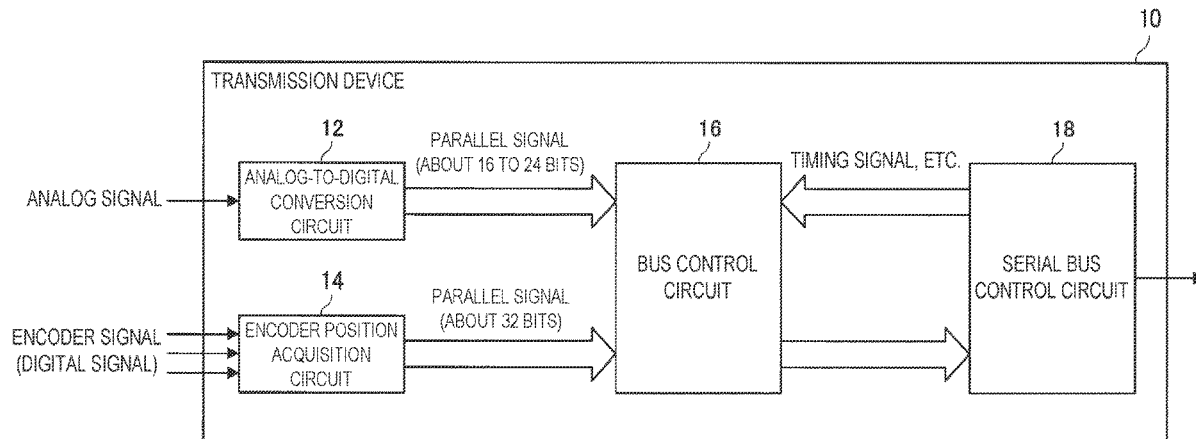 10
TRANSMISSION DEVICE
12
ANALOG-TO-DIGITAL
CONVERSION
CIRCUIT
PARALLEL SIGNAL
(ABOUT 16 TO 24 BITS)
16
TIMING SIGNAL, ETC.
18
ANALOG SIGNAL
BUS CONTROL
CIRCUIT
SERIAL BUS
CONTROL CIRCUIT
14
ENCODER POSITION
ACQUISITION
CIRCUIT
PARALLEL SIGNAL
(ABOUT 32 BITS)
ENCODER SIGNAL
(DIGITAL SIGNAL)